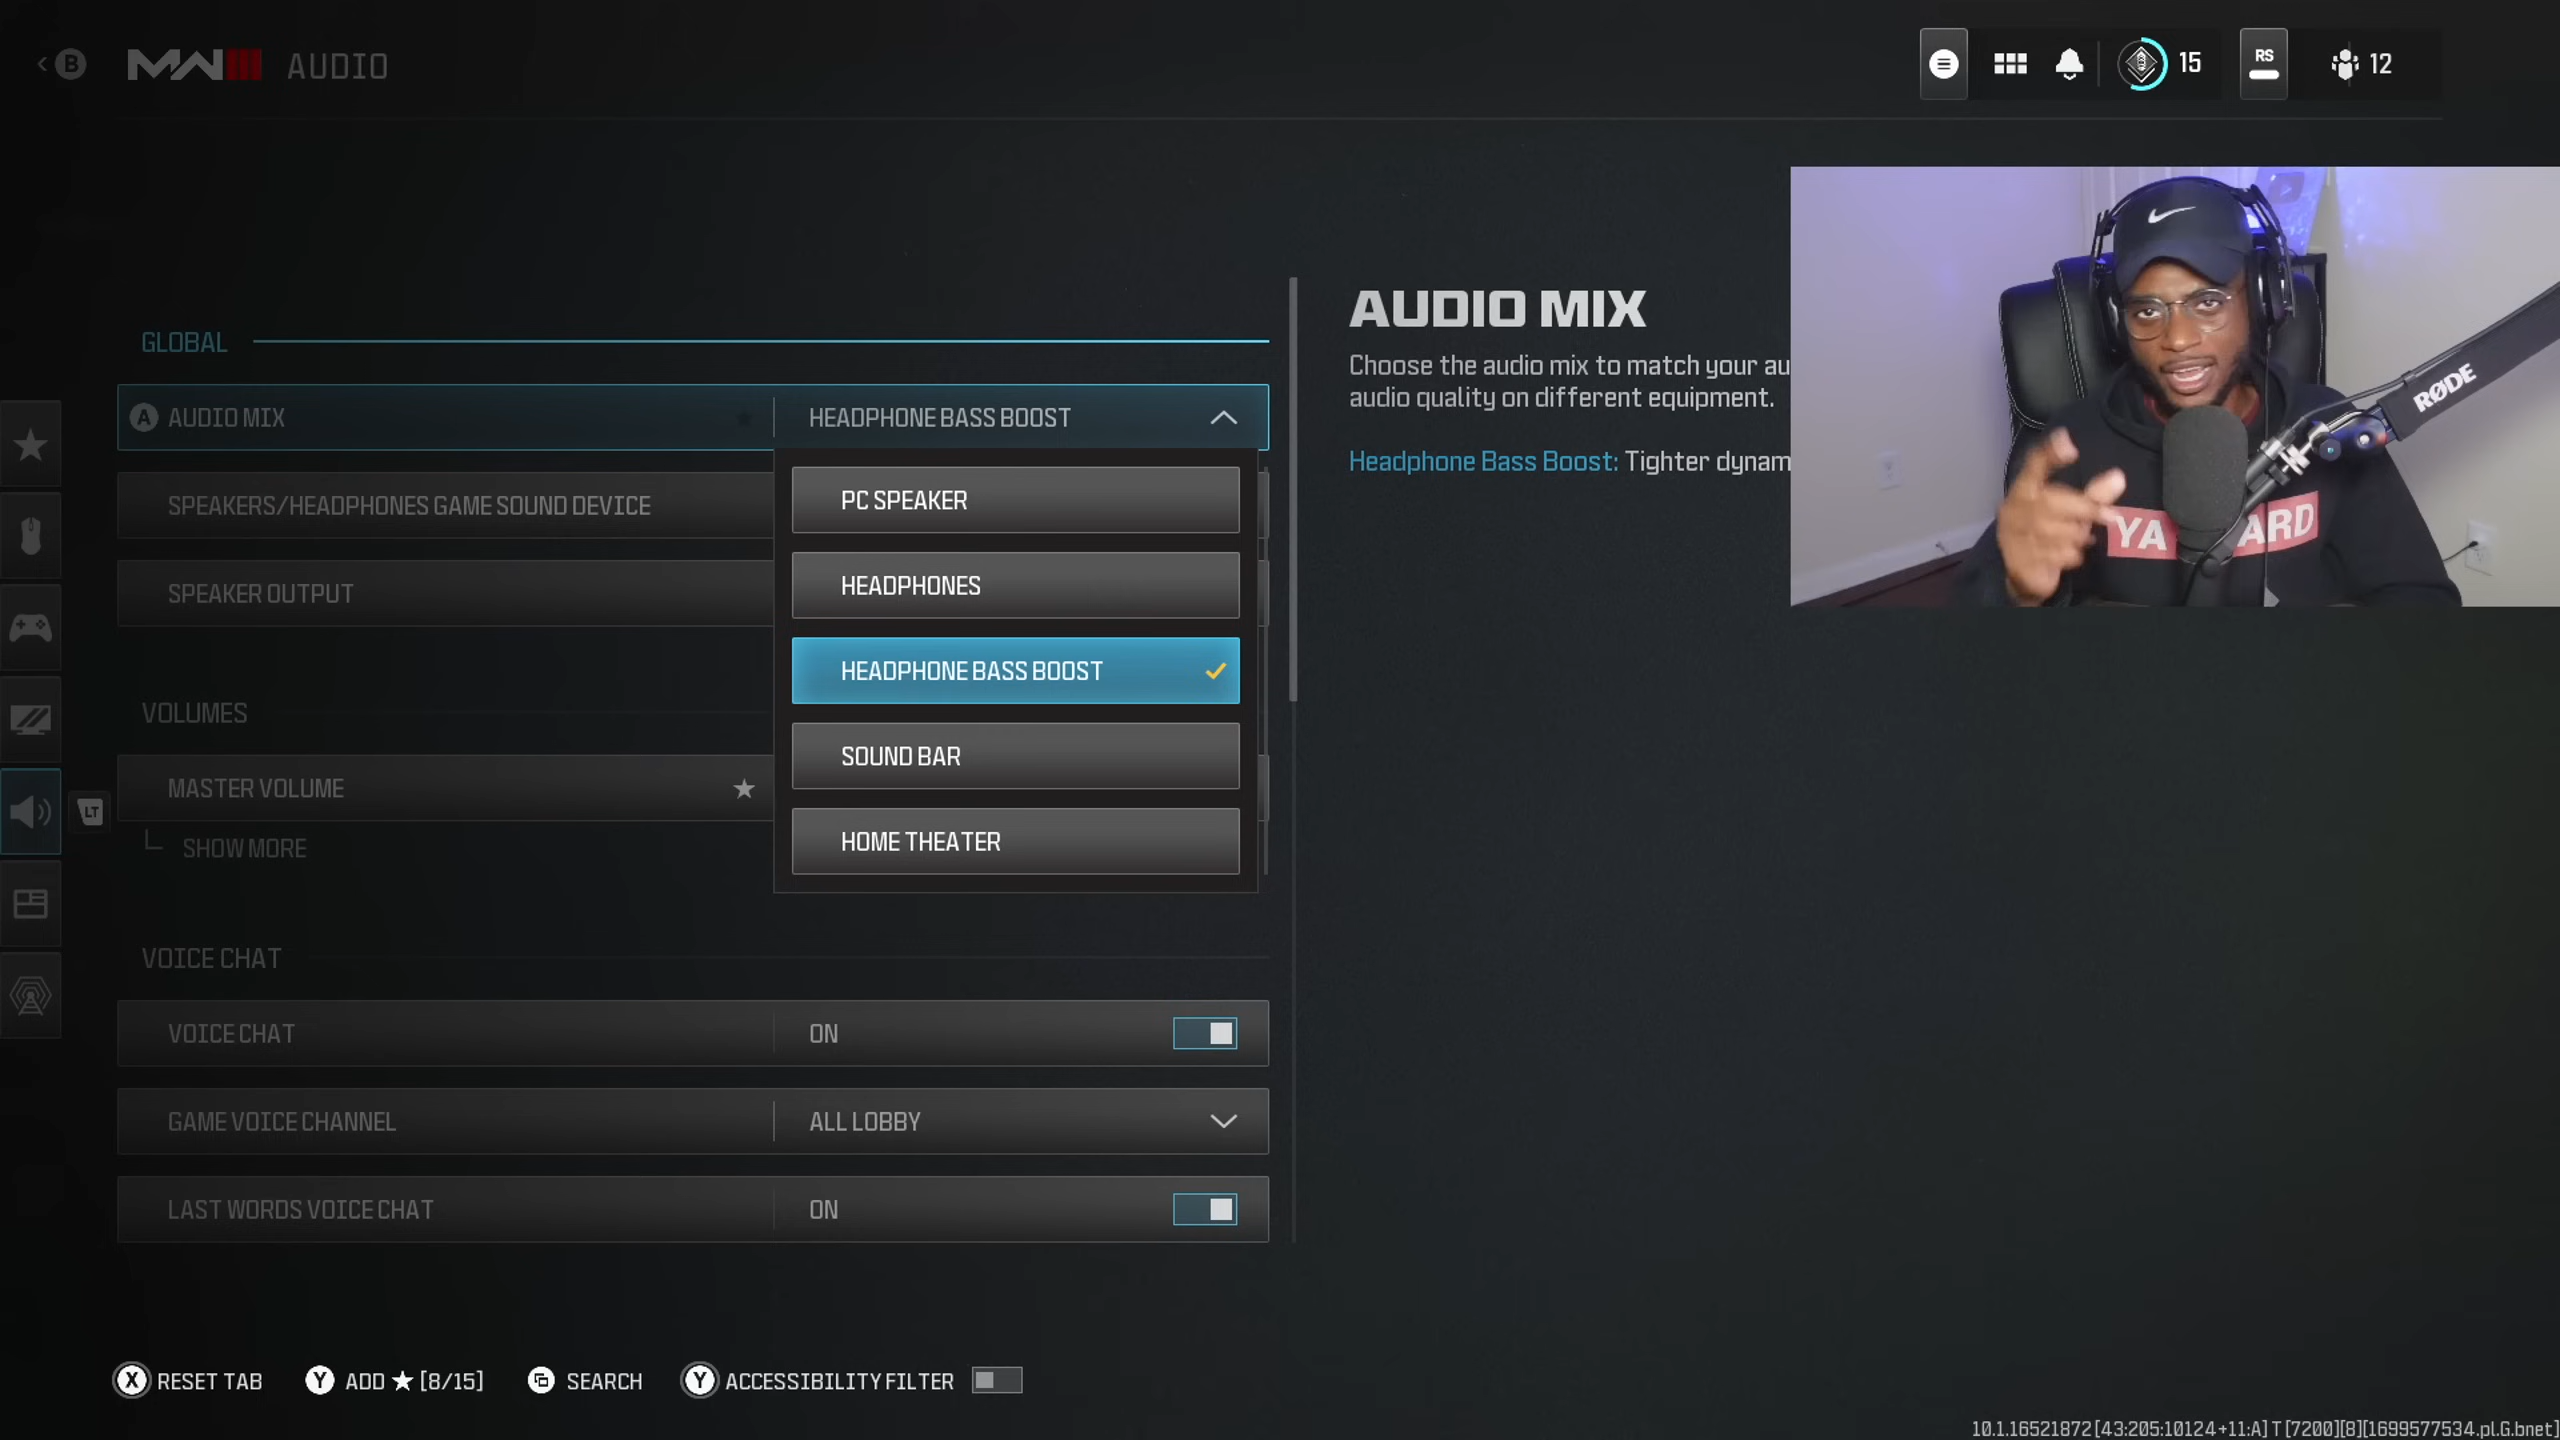 < B MWIII AUDIO
15 RS 12
GLOBAL
A AUDIO MIX HEADPHONE BASS BOOST
SPEAKERS/HEADPHONES GAME SOUND DEVICE
SPEAKER OUTPUT
PC SPEAKER
HEADPHONES
HEADPHONE BASS BOOST
SOUND BAR
HOME THEATER
VOLUMES
MASTER VOLUME
LT
SHOW MORE
VOICE CHAT
VOICE CHAT ON
GAME VOICE CHANNEL ALL LOBBY
LAST WORDS VOICE CHAT ON
AUDIO MIX
Choose the audio mix to match your au
audio quality on different equipment.
Headphone Bass Boost: Tighter dynam
RØDE
YA ARD
X RESET TAB Y ADD ★ [8/15] SEARCH Y ACCESSIBILITY FILTER
10.1.16521872 [43:205:10124+11:A] T [7200][8][1699577534.pl.G.bnet]